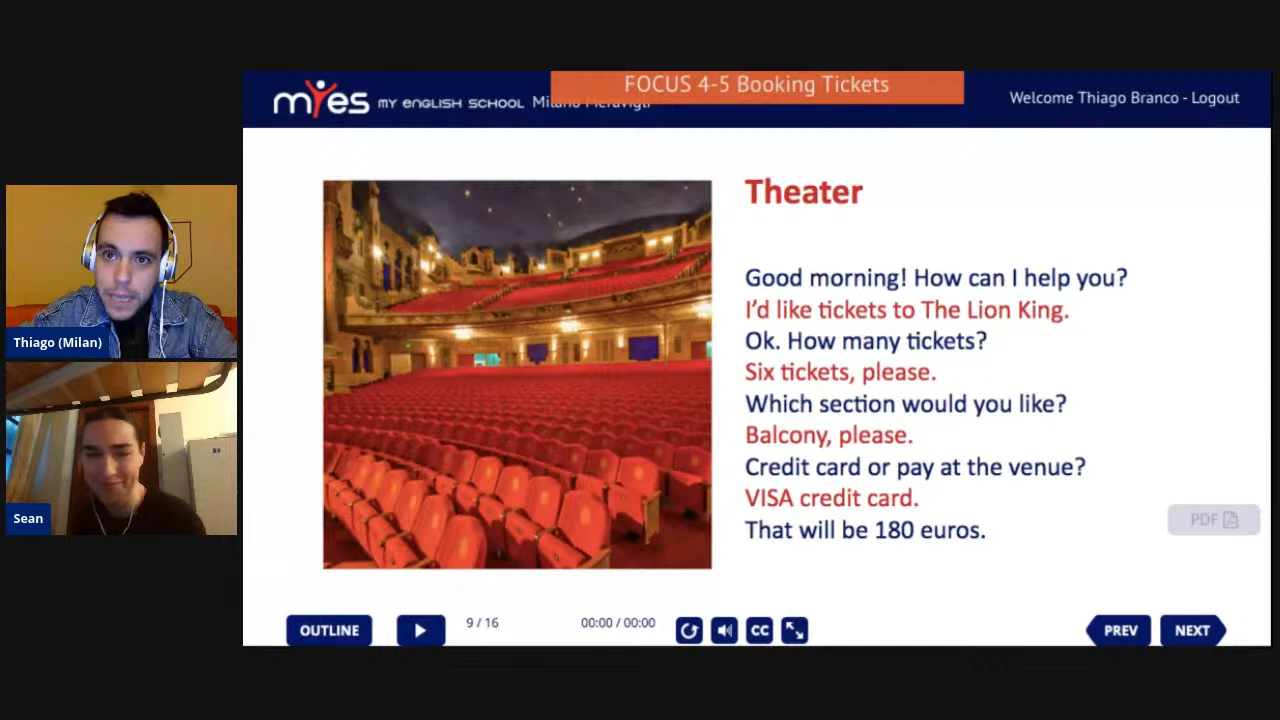 FOCUS 4-5 Booking Tickets
mYes MY ENGLISH SCHOOL Milano Meravigli
Welcome Thiago Branco - Logout
Theater
Good morning! How can I help you?
I'd like tickets to The Lion King.
Ok. How many tickets?
Six tickets, please.
Which section would you like?
Balcony, please.
Credit card or pay at the venue?
VISA credit card.
That will be 180 euros.
Thiago (Milan)
Sean
PDF
OUTLINE
9 / 16
00:00 / 00:00
CC
PREV
NEXT